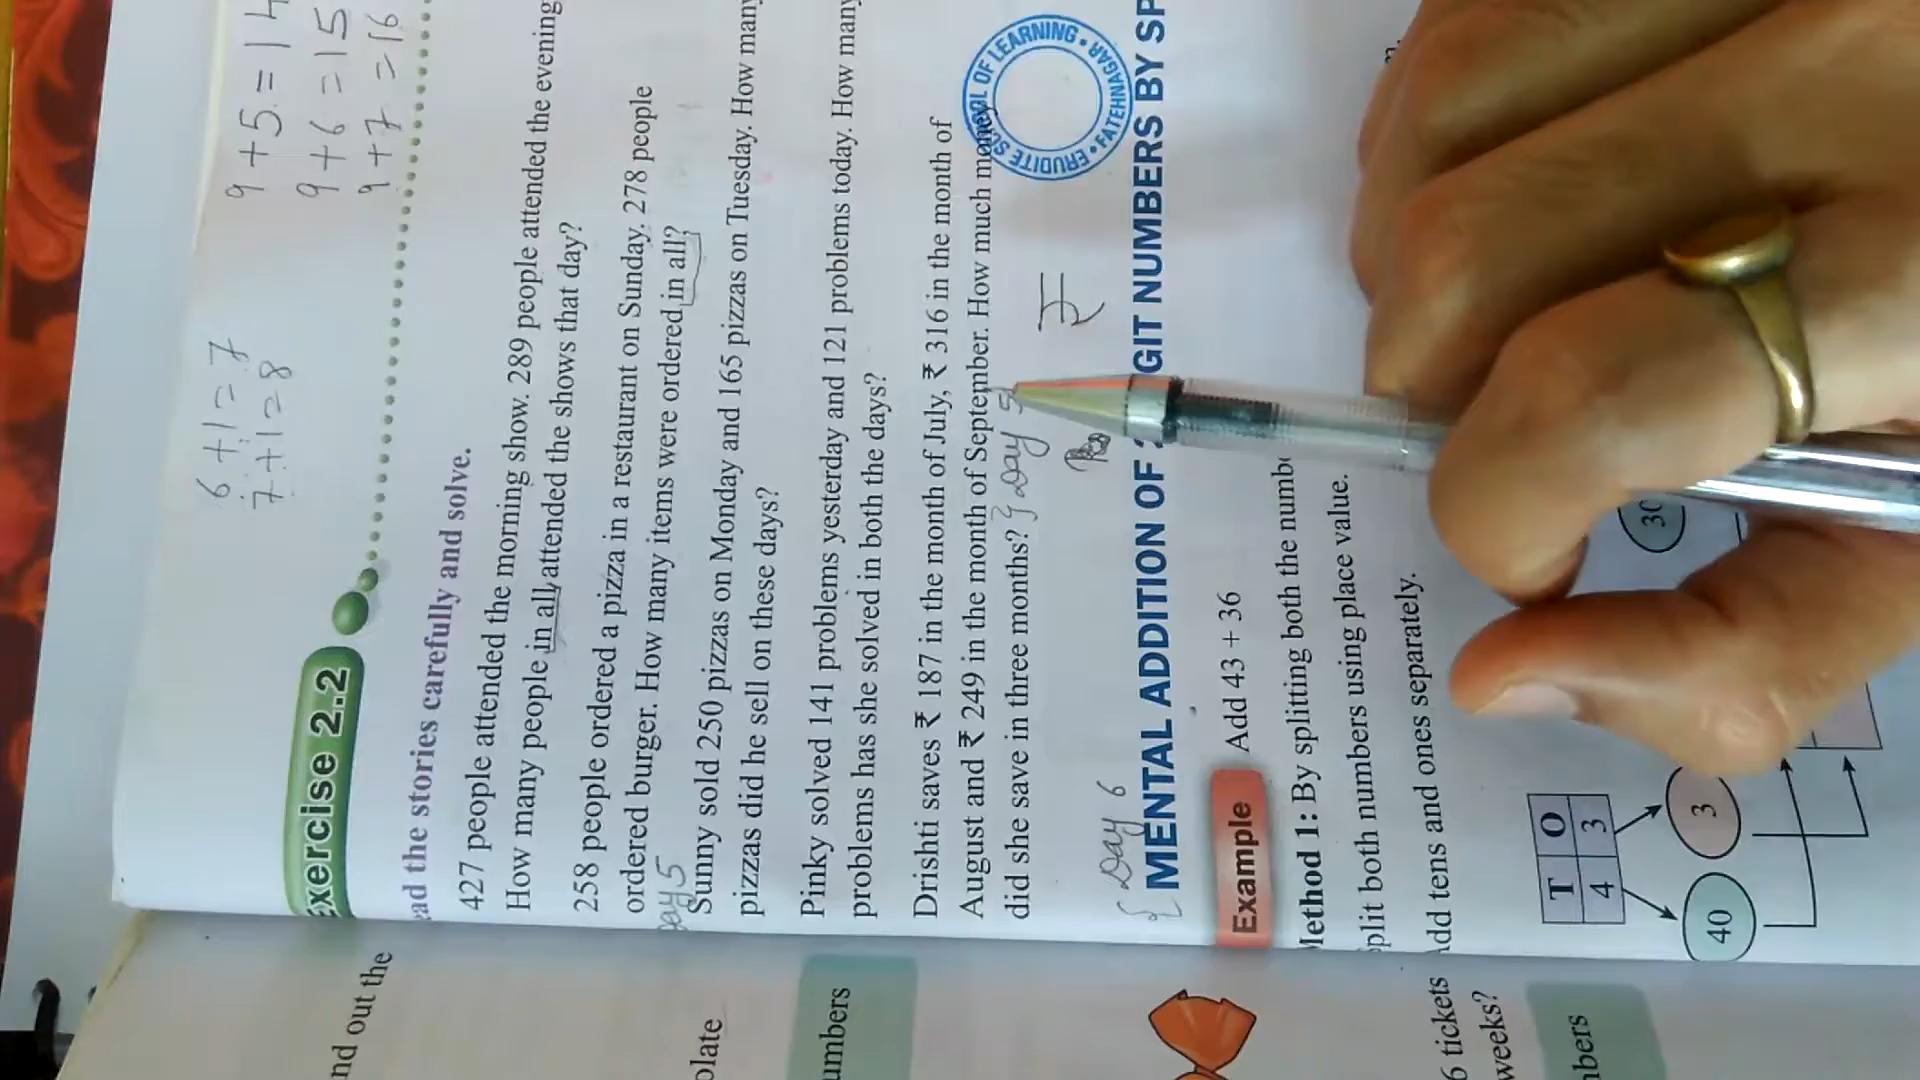 9 + 5 = 14
9 + 6 = 15
9 + 7 = 16
6 + 1 = 7
7 + 1 = 8
Exercise 2.2
ad the stories carefully and solve.
427 people attended the morning show. 289 people attended the evening
How many people in all attended the shows that day?
258 people ordered a pizza in a restaurant on Sunday. 278 people
ordered burger. How many items were ordered in all?
Day 5
Sunny sold 250 pizzas on Monday and 165 pizzas on Tuesday. How many
pizzas did he sell on these days?
Pinky solved 141 problems yesterday and 121 problems today. How many
problems has she solved in both the days?
Drishti saves ₹ 187 in the month of July, ₹ 316 in the month of
August and ₹ 249 in the month of September. How much money
did she save in three months? } Day 5
₹
ERUDITE SCHOOL OF LEARNING • FATEHNAGAR •
{ Day 6
MENTAL ADDITION OF 2 GIT NUMBERS BY SP
Example Add 43 + 36
Method 1: By splitting both the numbe
Split both numbers using place value.
Add tens and ones separately.
T O
4 3
40 3
30
nd out the
olate
umbers
6 tickets
weeks?
nbers